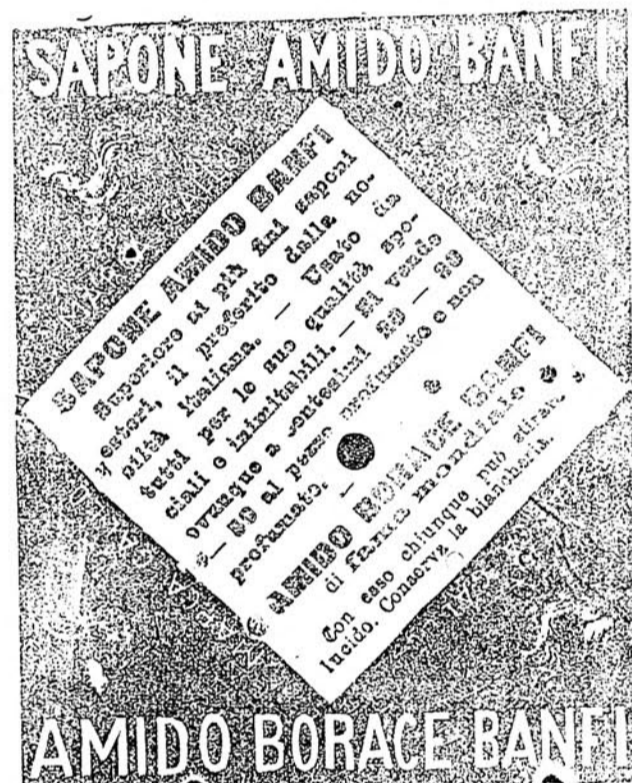 SAPONE AMIDO BANFI
SAPONE AMIDO BANFI
Superiore ai più fini saponi
esteri, il preferito dalla no-
biltà italiana. — Usato da
tutti per le sue qualità spe-
ciali e inimitabili. — Si vende
ovunque a centesimi 20 — 30
— 50 al pezzo profumato e non
profumato. —
AMIDO BORACE BANFI
di fama mondiale
Con esso chiunque può stirare a
lucido. Conserva la biancheria.
AMIDO BORACE BANFI